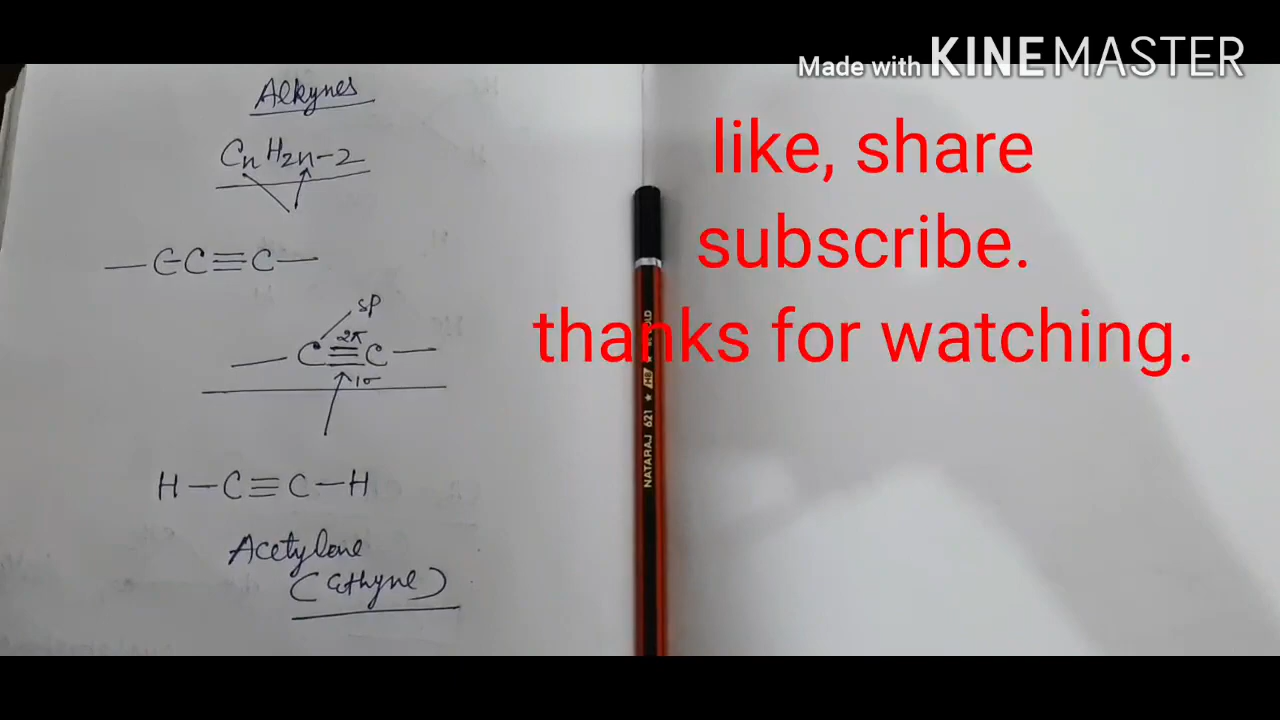 Made with KINEMASTER
Alkynes
CnH2n-2
like, share
subscribe.
thanks for watching.
— C-C≡C —
sp
2π
— C≡C —
1σ
H — C≡C — H
Acetylene
(Ethyne)
NATARAJ 621 ★ HB ★